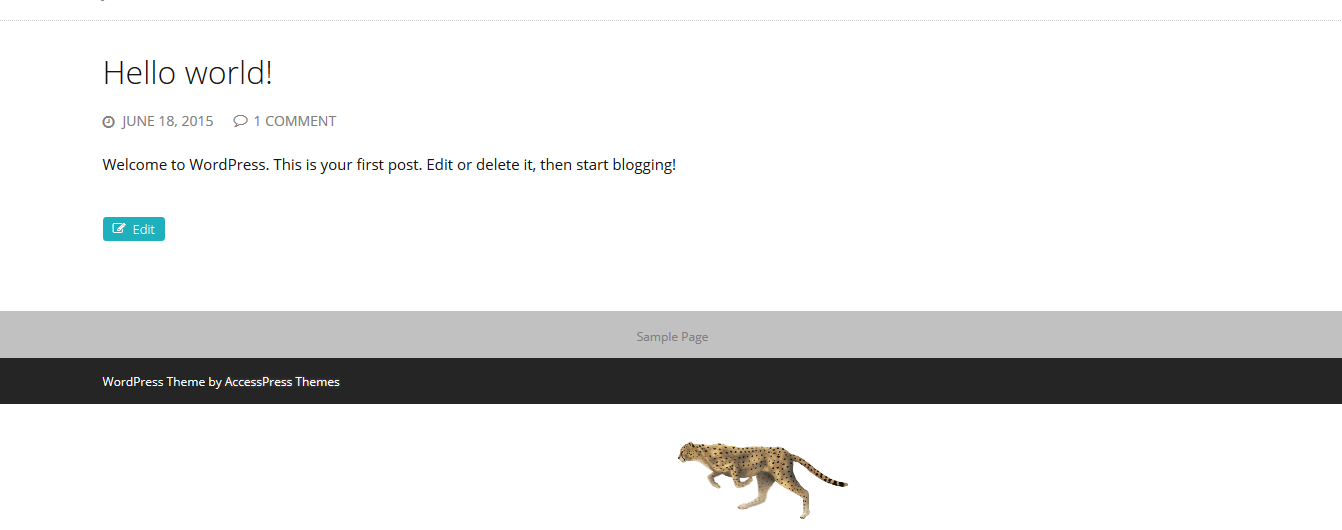 Hello world!
JUNE 18, 2015 1 COMMENT
Welcome to WordPress. This is your first post. Edit or delete it, then start blogging!
Edit
Sample Page
WordPress Theme by AccessPress Themes